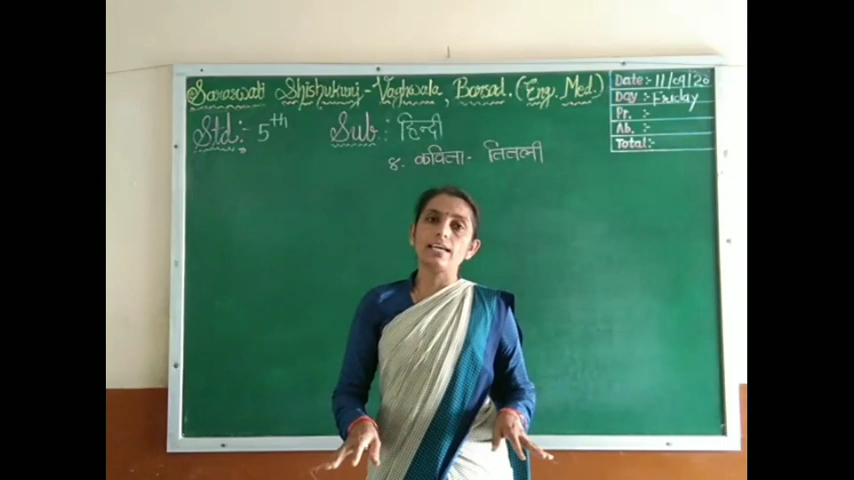 Saraswati Shishukunj - Vaghwala, Borsad. (Eng. Med.)
Date:- 11/09/20
Day:- Friday
Pr. :-
Ab. :-
Total:-
Std:- 5th Sub.: हिन्दी
४. कविता - तितली